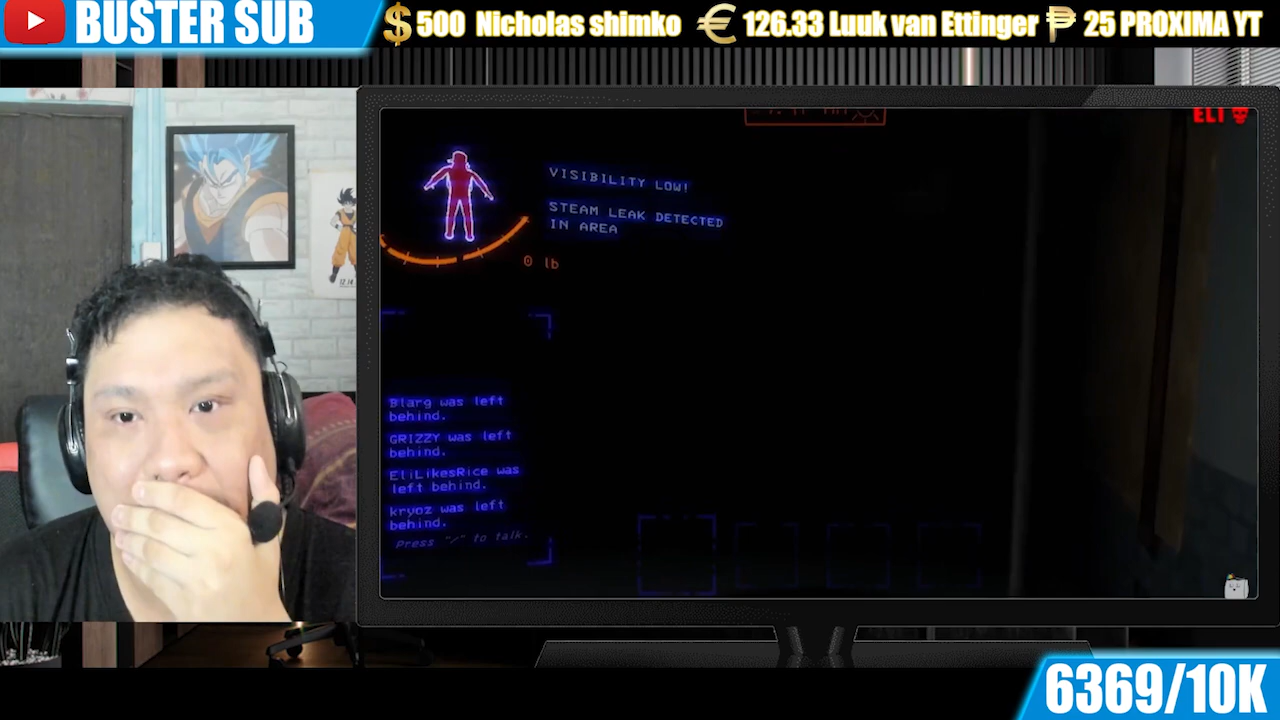 BUSTER SUB
$ 500 Nicholas shimko € 126.33 Luuk van Ettinger ₱ 25 PROXIMA YT
ELI
VISIBILITY LOW!
STEAM LEAK DETECTED
IN AREA
0 lb
Blarg was left
behind.
GRIZZY was left
behind.
EliLikesRice was
left behind.
kryoz was left
behind.
Press "/" to talk.
6369/10K